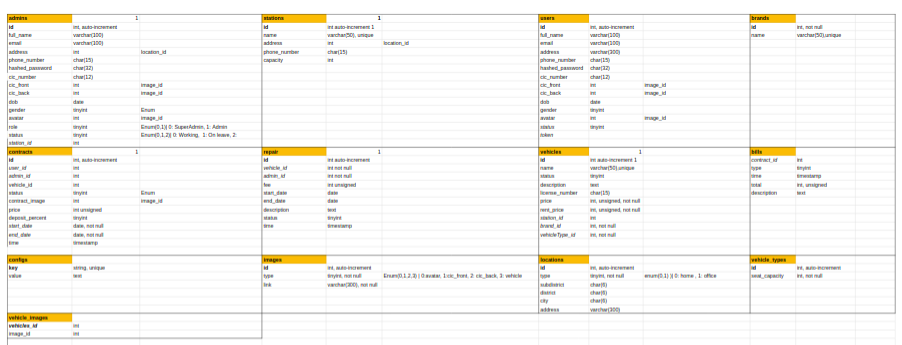 admins 1 stations 1 users brands
id int, auto-increment id int auto-increment 1 id int, auto-increment id int, not null
full_name varchar(100) name varchar(50), unique full_name varchar(100) name varchar(50),unique
email varchar(100) address int location_id email varchar(100)
address int location_id phone_number char(15) address varchar(300)
phone_number char(15) capacity int phone_number char(15)
hashed_password char(32) hashed_password char(32)
cic_number char(12) cic_number char(12)
cic_front int image_id cic_front int image_id
cic_back int image_id cic_back int image_id
dob date dob date
gender tinyint Enum gender tinyint
avatar int image_id avatar int image_id
role tinyint Enum(0,1)| 0: SuperAdmin, 1: Admin status tinyint
status tinyint Enum(0,1,2)| 0: Working, 1: On leave, 2: token
station_id int
contracts 1 repair 1 vehicles 1 bills
id int, auto-increment id int auto-increment id int auto-increment 1 contract_id int
user_id int vehicle_id int not null name varchar(50),unique type tinyint
admin_id int admin_id int not null status tinyint time timestamp
vehicle_id int fee int unsigned description text total int, unsigned
status tinyint Enum start_date date license_number char(15) description text
contract_image int image_id end_date date price int, unsigned, not null
price int unsigned description text rent_price int, unsigned, not null
deposit_percent tinyint status tinyint station_id int
start_date date, not null time timestamp brand_id int, not null
end_date date, not null vehicleType_id int, not null
time timestamp
configs images locations vehicle_types
key string, unique id int, auto-increment id int, auto-increment id int, auto-increment
value text type tinyint, not null Enum(0,1,2,3) | 0:avatar, 1:cic_front, 2: cic_back, 3: vehicle type tinyint, not null enum(0,1) )| 0: home , 1: office seat_capacity int, not null
link varchar(300), not null subdistrict char(6)
district char(6)
city char(6)
address varchar(300)
vehicle_images
vehicles_id int
image_id int